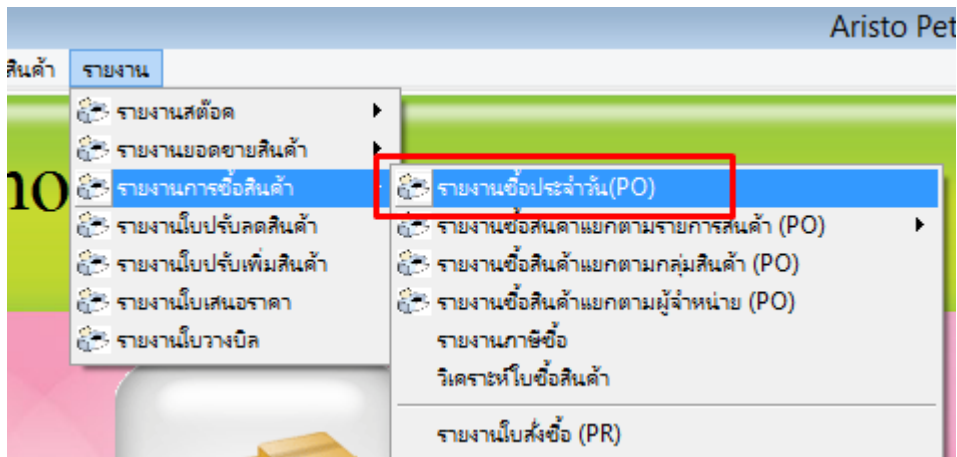 Aristo Pet
สินค้า รายงาน
รายงานสต๊อค
รายงานยอดขายสินค้า
รายงานการซื้อสินค้า
รายงานใบปรับลดสินค้า
รายงานใบปรับเพิ่มสินค้า
รายงานใบเสนอราคา
รายงานใบวางบิล
รายงานซื้อประจำวัน(PO)
รายงานซื้อสินค้าแยกตามรายการสินค้า (PO)
รายงานซื้อสินค้าแยกตามกลุ่มสินค้า (PO)
รายงานซื้อสินค้าแยกตามผู้จำหน่าย (PO)
รายงานภาษีซื้อ
วิเคราะห์ใบซื้อสินค้า
รายงานใบสั่งซื้อ (PR)